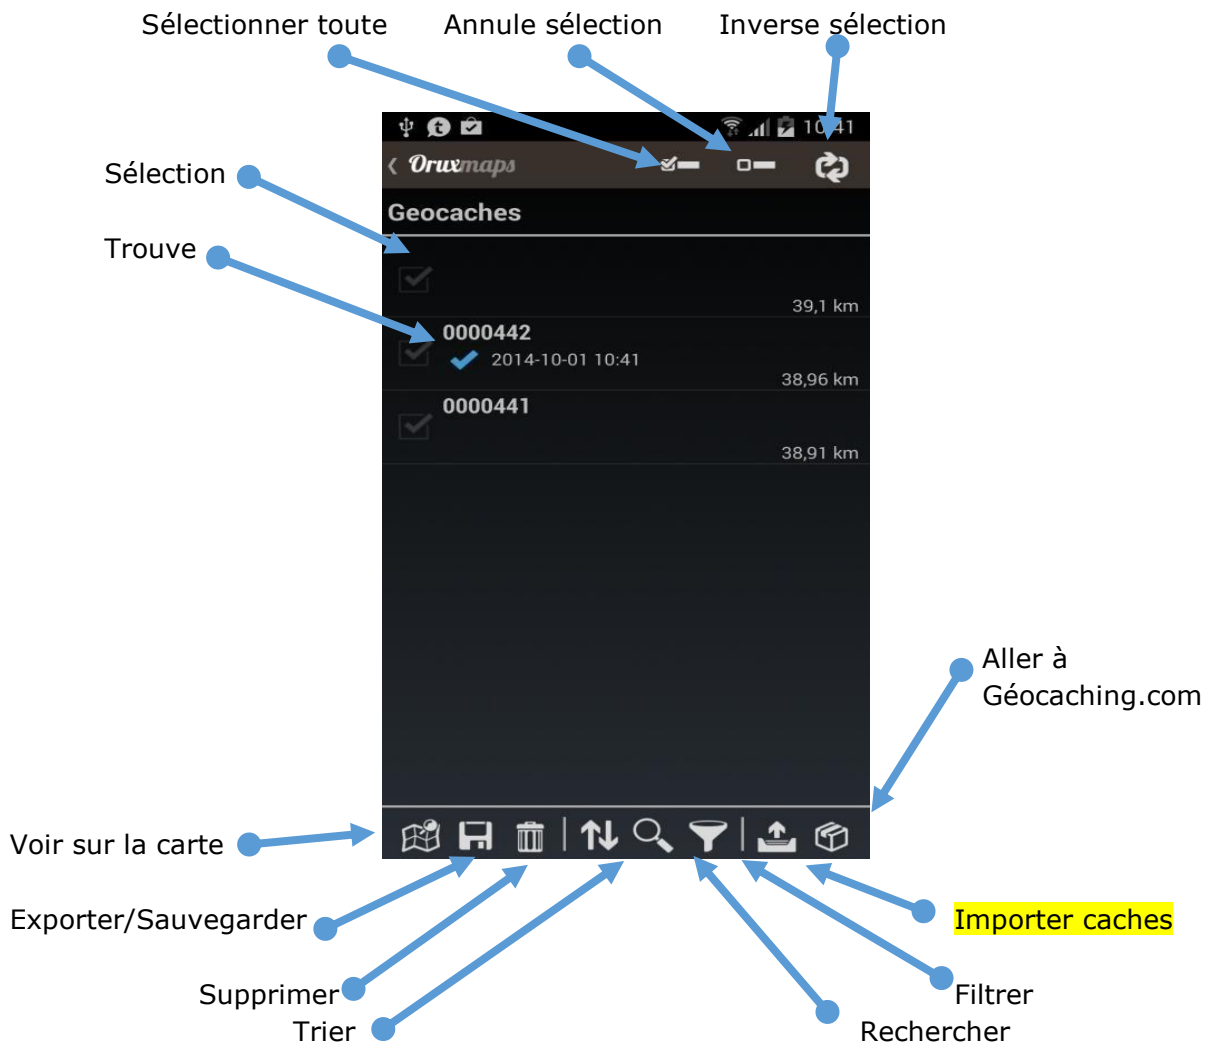 Sélectionner toute
Annule sélection
Inverse sélection
10:41
Oruxmaps
Sélection
Geocaches
Trouve
39,1 km
0000442
2014-10-01 10:41
38,96 km
0000441
38,91 km
Aller à
Géocaching.com
Voir sur la carte
Exporter/Sauvegarder
Importer caches
Supprimer
Filtrer
Trier
Rechercher